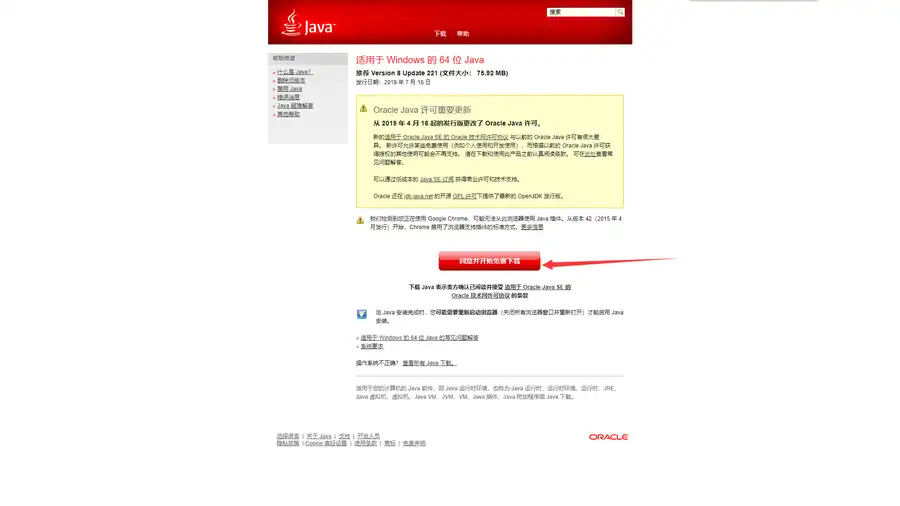 Java
搜索
下载 帮助
帮助资源
» 什么是 Java？
» 删除旧版本
» 禁用 Java
» 错误消息
» Java 疑难解答
» 其他帮助
适用于 Windows 的 64 位 Java
推荐 Version 8 Update 221 (文件大小： 75.92 MB)
发行日期：2019 年 7 月 16 日
Oracle Java 许可重要更新
从 2019 年 4 月 16 起的发行版更改了 Oracle Java 许可。
新的适用于 Oracle Java SE 的 Oracle 技术网许可协议 与以前的 Oracle Java 许可有很大差
异。 新许可允许某些免费使用（例如个人使用和开发使用），而根据以前的 Oracle Java 许可获
得授权的其他使用可能会不再支持。 请在下载和使用此产品之前认真阅读条款。 可在此处查看常
见问题解答。
可以通过低成本的 Java SE 订阅 获得商业许可和技术支持。
Oracle 还在 jdk.java.net 的开源 GPL 许可下提供了最新的 OpenJDK 发行版。
我们检测到您正在使用 Google Chrome，可能无法从此浏览器使用 Java 插件。从版本 42（2015 年 4
月发行）开始，Chrome 禁用了浏览器支持插件的标准方式。更多信息
同意并开始免费下载
下载 Java 表示贵方确认已阅读并接受 适用于 Oracle Java SE 的
Oracle 技术网许可协议 的条款
当 Java 安装完成时，您可能需要重新启动浏览器（关闭所有浏览器窗口并重新打开）才能启用 Java
安装。
» 适用于 Windows 的 64 位 Java 的常见问题解答
» 系统要求
操作系统不正确？ 查看所有 Java 下载。
适用于您的计算机的 Java 软件，即 Java 运行时环境，也称为 Java 运行时、运行时环境、运行时、JRE、
Java 虚拟机、虚拟机、Java VM、JVM、VM、Java 插件、Java 附加程序或 Java 下载。
选择语言 | 关于 Java | 支持 | 开发人员
隐私政策 | Cookie 喜好设置 | 使用条款 | 商标 | 免责声明
ORACLE